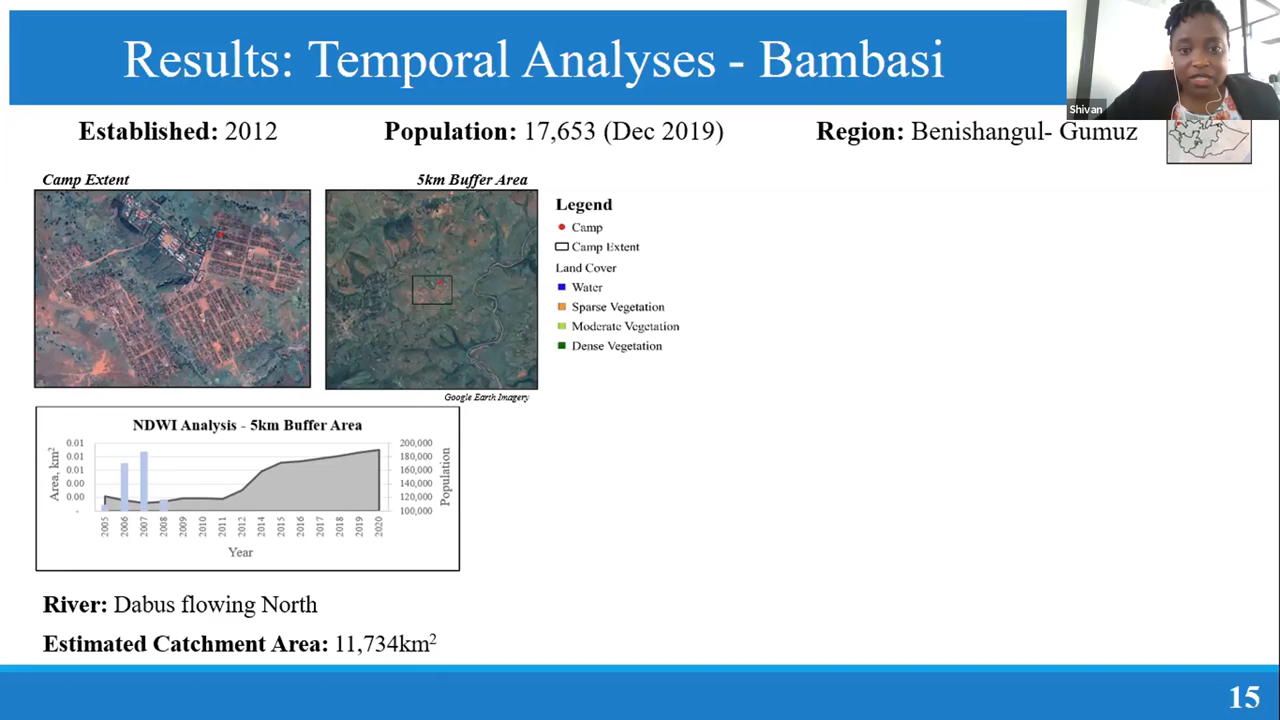 Results: Temporal Analyses - Bambasi
Shivan
Established: 2012
Population: 17,653 (Dec 2019)
Region: Benishangul- Gumuz
Camp Extent
5km Buffer Area
Legend
Camp
Camp Extent
Land Cover
Water
Sparse Vegetation
Moderate Vegetation
Dense Vegetation
Google Earth Imagery
NDWI Analysis - 5km Buffer Area
Area, km²
0.01
0.01
0.01
0.00
0.00
-
200,000
180,000
160,000
140,000
120,000
100,000
Population
2005
2006
2007
2008
2009
2010
2011
2012
2014
2015
2016
2017
2018
2019
2020
Year
River: Dabus flowing North
Estimated Catchment Area: 11,734km²
15